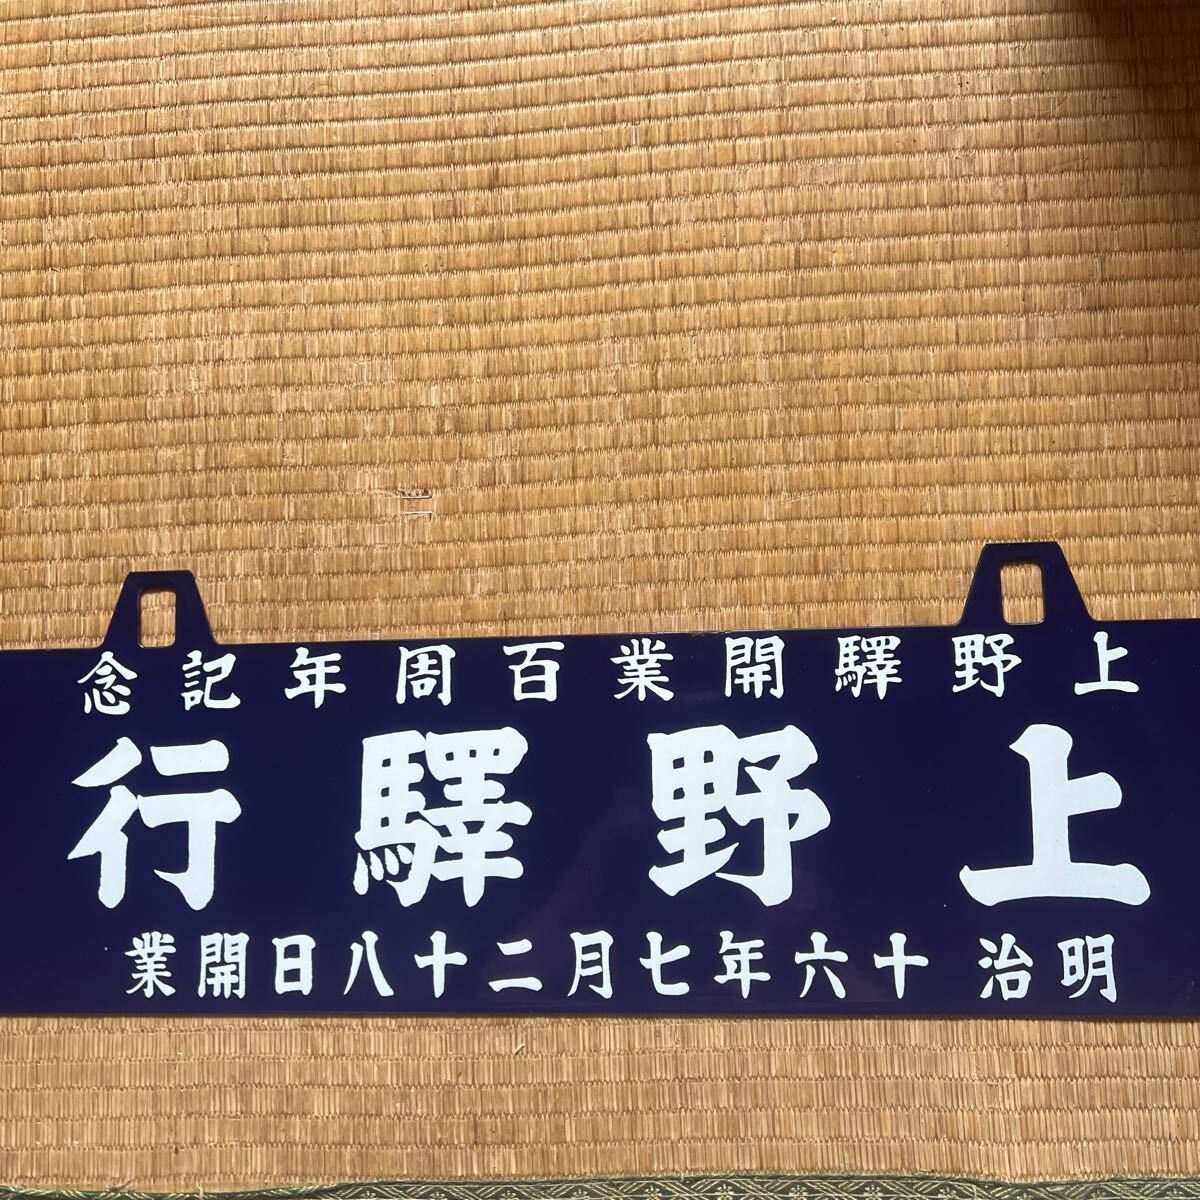 上野驛開業百周年記念
上野驛行
明治十六年七月二十八日開業